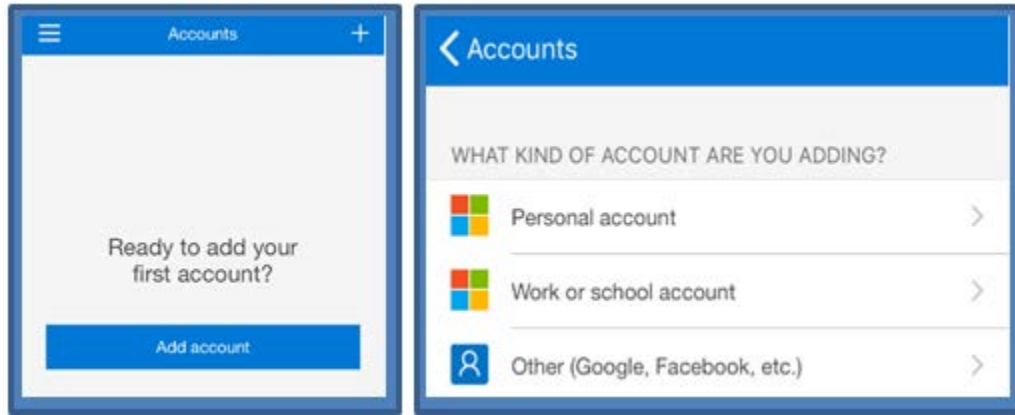 Accounts
Ready to add your
first account?
Add account
Accounts
WHAT KIND OF ACCOUNT ARE YOU ADDING?
Personal account
Work or school account
Other (Google, Facebook, etc.)